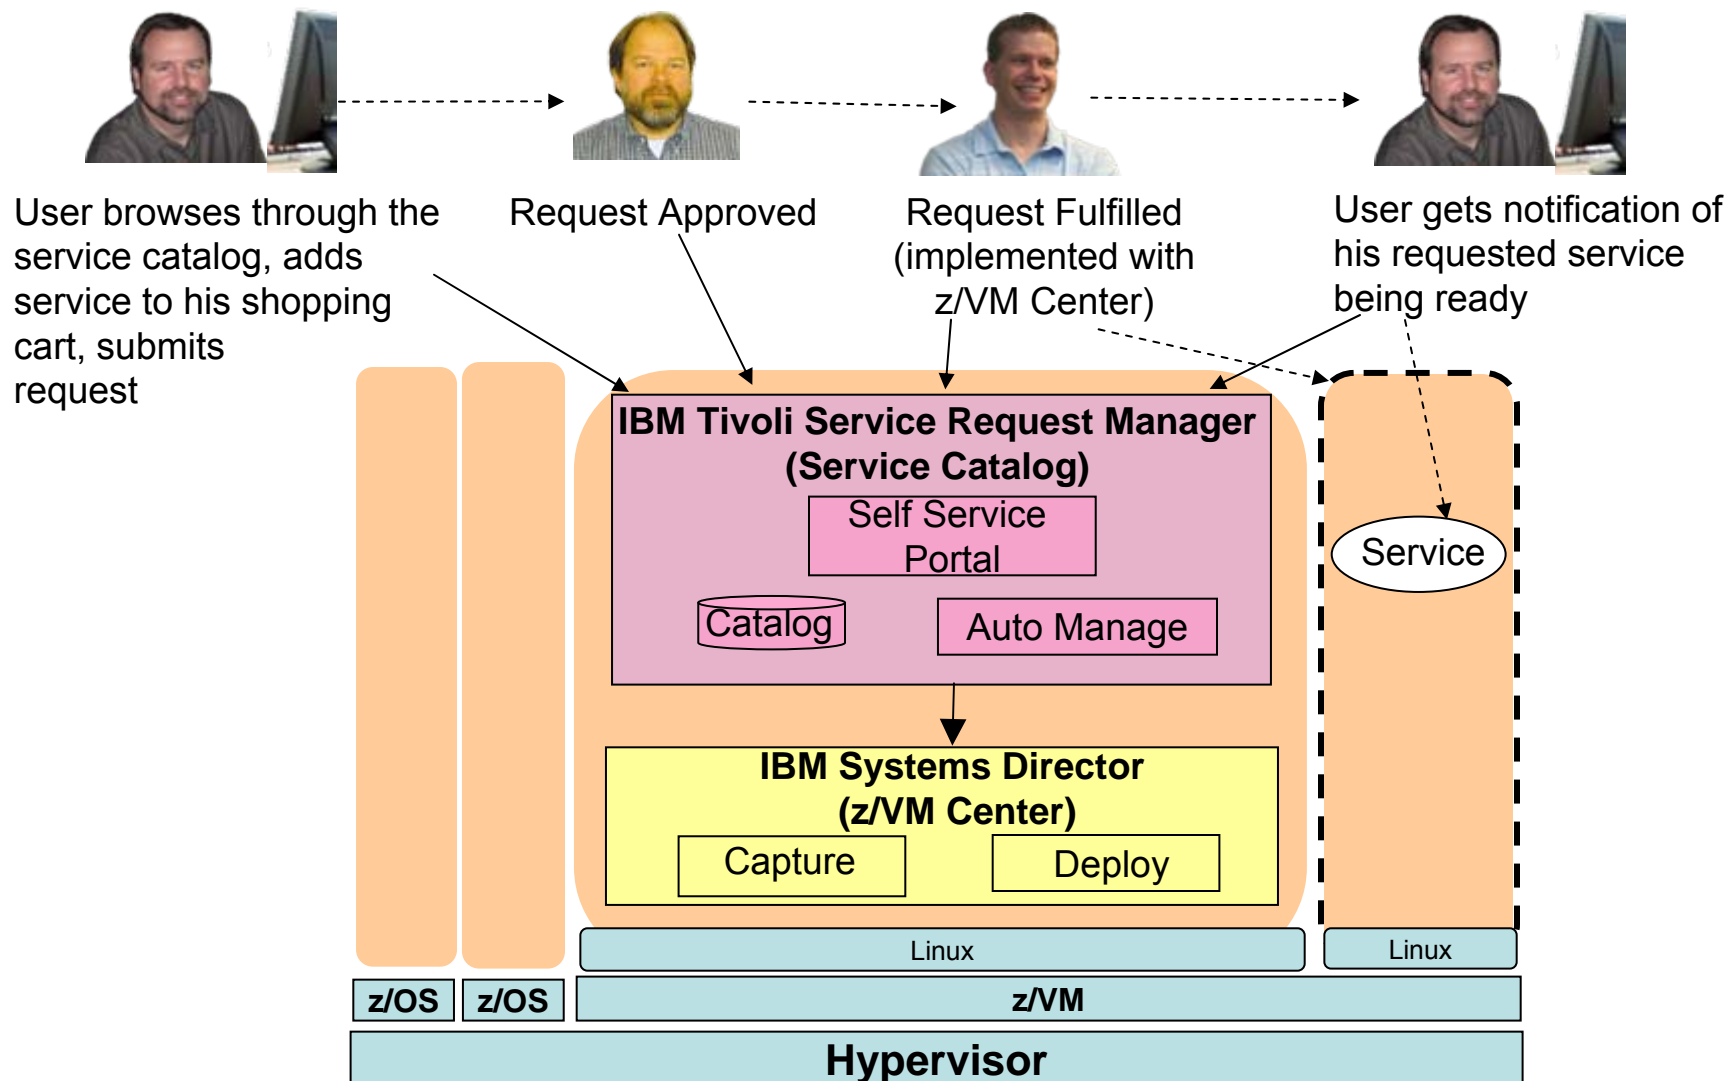 User browses through the
service catalog, adds
service to his shopping
cart, submits
request
Request Approved
Request Fulfilled
(implemented with
z/VM Center)
User gets notification of
his requested service
being ready
IBM Tivoli Service Request Manager
(Service Catalog)
Self Service
Portal
Catalog
Auto Manage
Service
IBM Systems Director
(z/VM Center)
Capture
Deploy
Linux
Linux
z/OS
z/OS
z/VM
Hypervisor